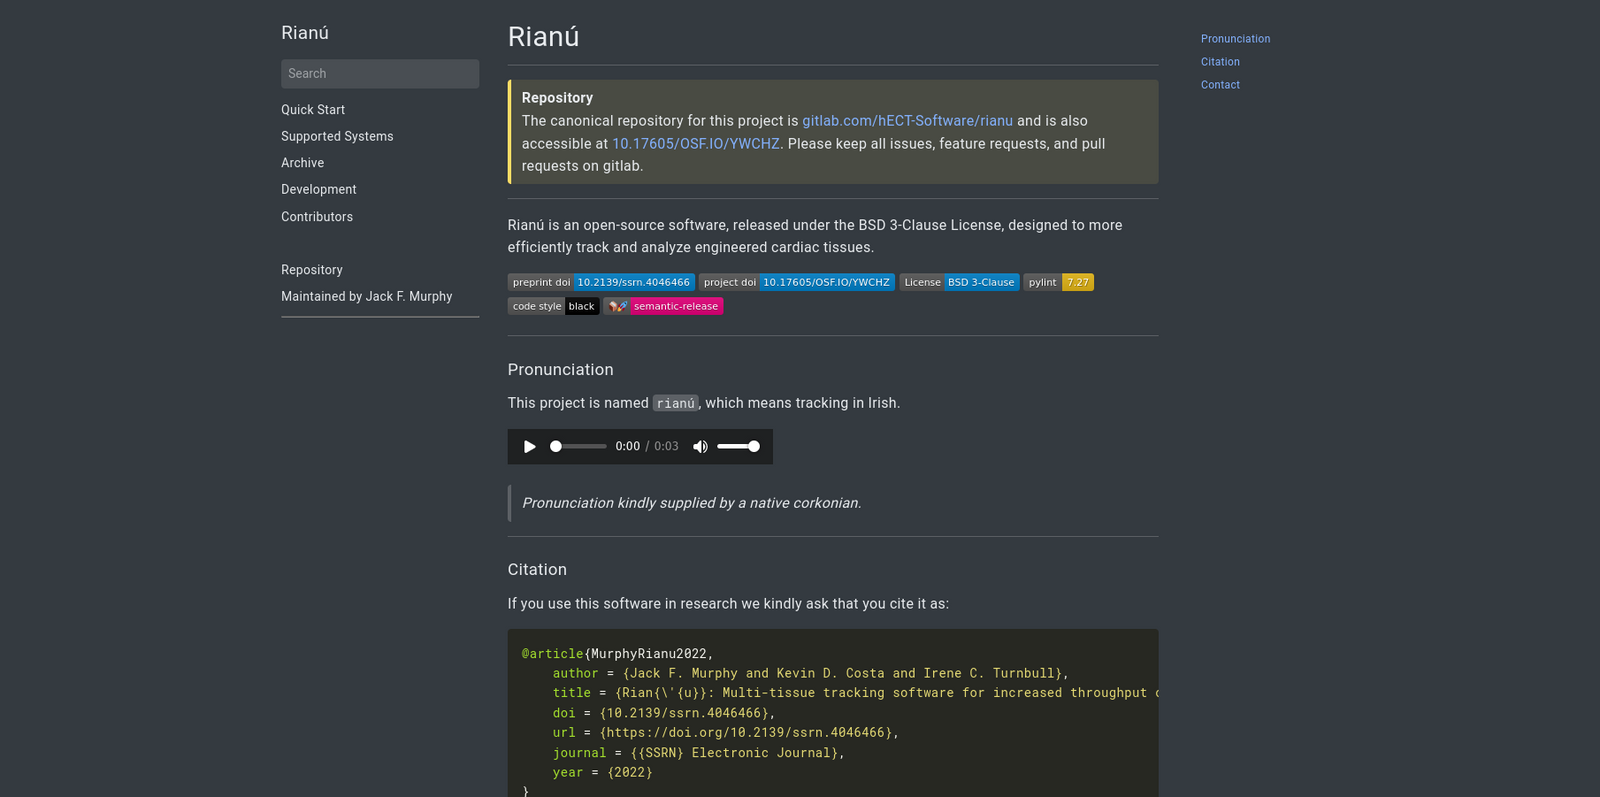 Rianú
Search
Quick Start
Supported Systems
Archive
Development
Contributors
Repository
Maintained by Jack F. Murphy
Rianú
Repository
The canonical repository for this project is gitlab.com/hECT-Software/rianu and is also
accessible at 10.17605/OSF.IO/YWCHZ. Please keep all issues, feature requests, and pull
requests on gitlab.
Rianú is an open-source software, released under the BSD 3-Clause License, designed to more
efficiently track and analyze engineered cardiac tissues.
preprint doi 10.2139/ssrn.4046466 project doi 10.17605/OSF.IO/YWCHZ License BSD 3-Clause pylint 7.27
code style black semantic-release
Pronunciation
This project is named rianú, which means tracking in Irish.
0:00 / 0:03
Pronunciation kindly supplied by a native corkonian.
Citation
If you use this software in research we kindly ask that you cite it as:
@article{MurphyRianu2022,
author = {Jack F. Murphy and Kevin D. Costa and Irene C. Turnbull},
title = {Rian{\'{u}}: Multi-tissue tracking software for increased throughput
doi = {10.2139/ssrn.4046466},
url = {https://doi.org/10.2139/ssrn.4046466},
journal = {{SSRN} Electronic Journal},
year = {2022}
}
Pronunciation
Citation
Contact